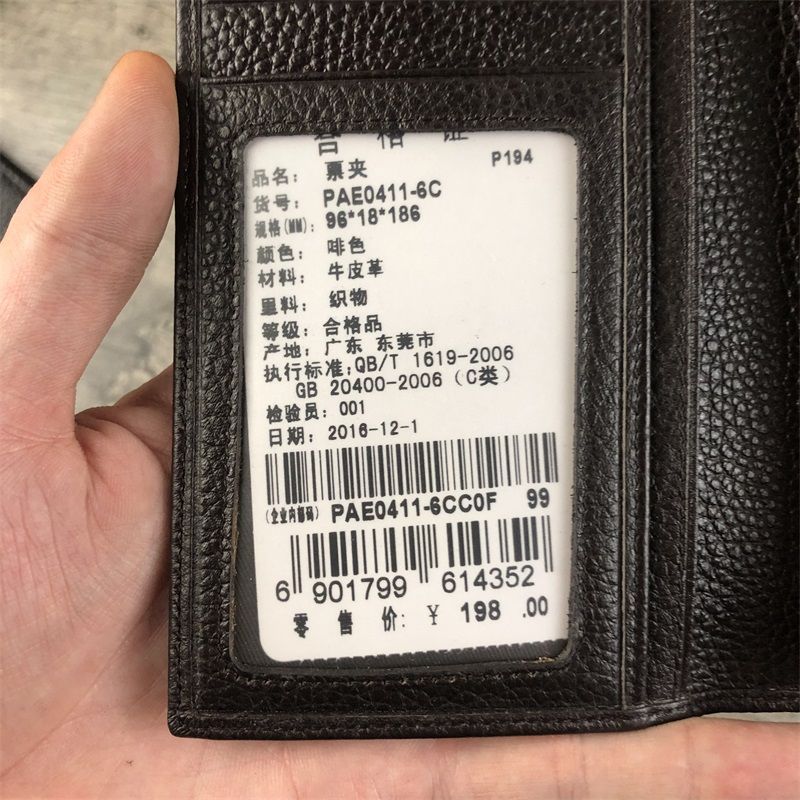 合 格 证
P194
品名： 票夹
货号： PAE0411-6C
规格(MM)： 96*18*186
颜色： 啡色
材料： 牛皮革
里料： 织物
等级： 合格品
产地： 广东 东莞市
执行标准：QB/T 1619-2006
GB 20400-2006（C类）
检验员： 001
日期： 2016-12-1
(企业内部码) PAE0411-6CC0F 99
6 901799 614352
零 售 价: ¥ 198 .00